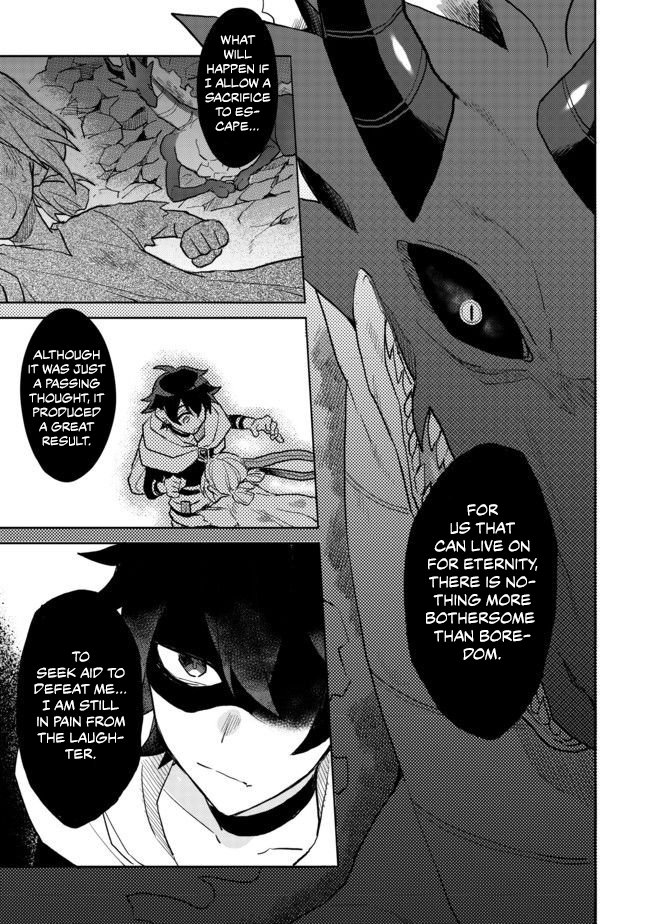 FOR
US THAT
CAN LIVE ON
FOR ETERNITY,
THERE IS NO-
THING MORE
BOTHERSOME
THAN BORE-
DOM.
WHAT
WILL
HAPPEN IF
I ALLOW A
SACRIFICE
TO ES-
CAPE...
ALTHOUGH
IT WAS JUST
A PASSING
THOUGHT, IT
PRODUCED
A GREAT
RESULT.
TO
SEEK AID TO
DEFEAT ME...
I AM STILL
IN PAIN FROM
THE LAUGH-
TER.